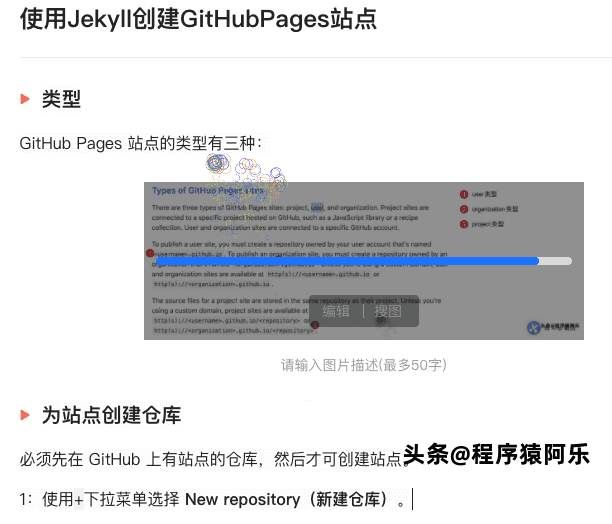 使用Jekyll创建GitHubPages站点
类型
GitHub Pages 站点的类型有三种：
Types of GitHub Pages sites
There are three types of GitHub Pages sites: project, user, and organization. Project sites are
connected to a specific project hosted on GitHub, such as a JavaScript library or a recipe
collection. User and organization sites are connected to a specific GitHub account.
1 user 类型
2 organization 类型
3 project 类型
To publish a user site, you must create a repository owned by your user account that's named
<username>.github.io. To publish an organization site, you must create a repository owned by an
and organization sites are available at http(s)://<username>.github.io or
http(s)://<organization>.github.io.
The source files for a project site are stored in the same repository as their project. Unless you're
using a custom domain, project sites are available at
http(s)://<username>.github.io/<repository> or
http(s)://<organization>.github.io/<repository>.
编辑 | 搜图
头条@程序猿阿乐
请输入图片描述(最多50字)
为站点创建仓库
必须先在 GitHub 上有站点的仓库，然后才可创建站点。
头条@程序猿阿乐
1：使用+下拉菜单选择 New repository（新建仓库）。